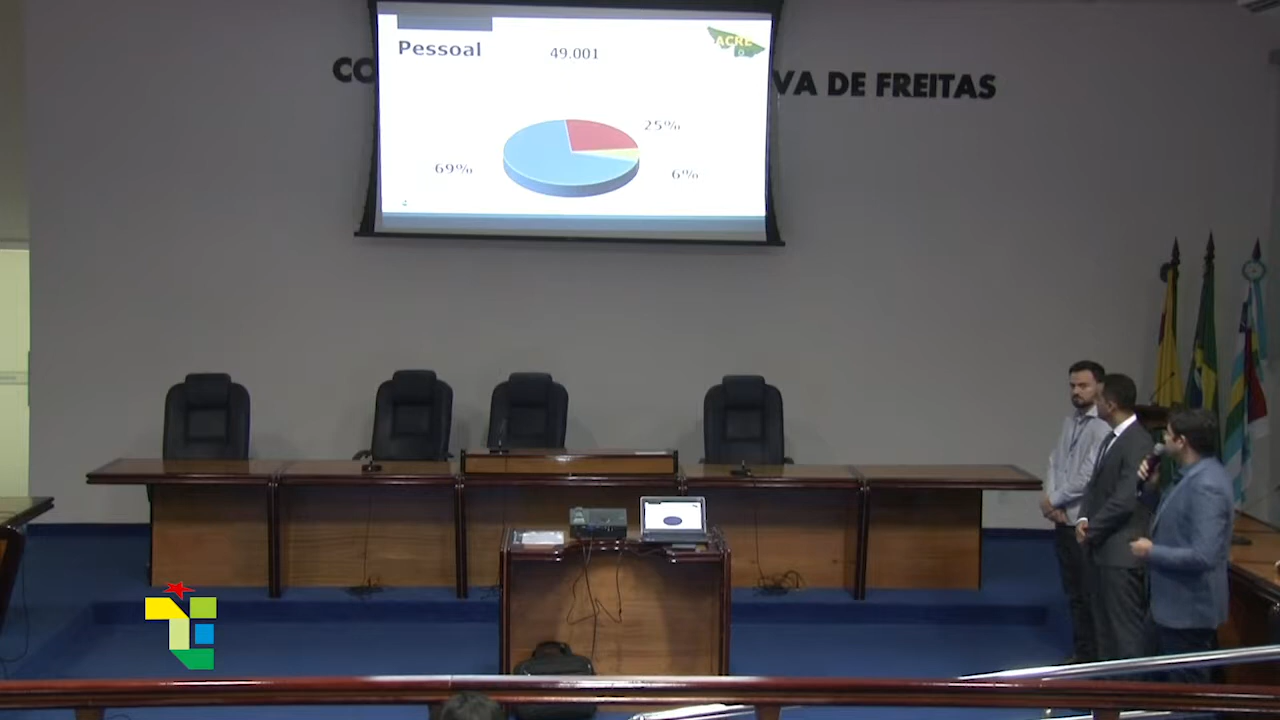 Pessoal
49.001
ACRE
CO
VA DE FREITAS
25%
69%
6%